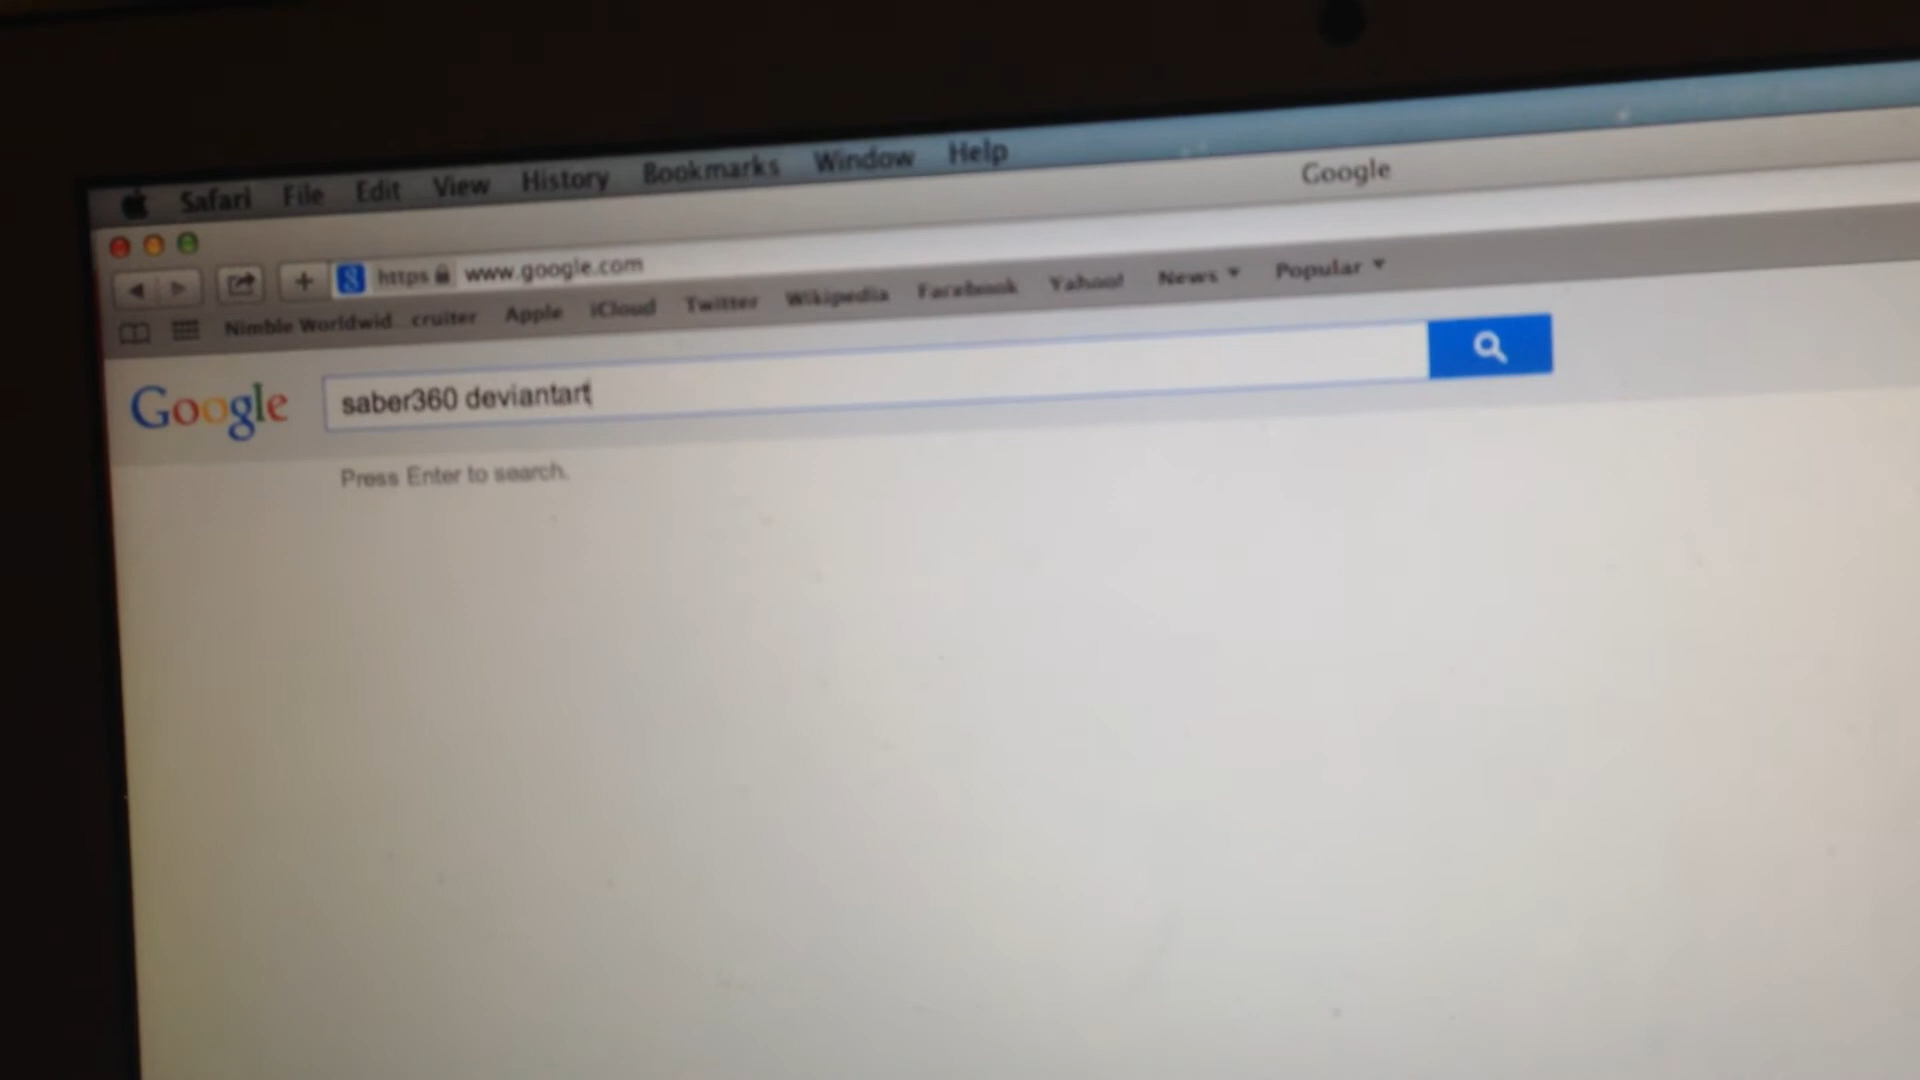 Safari File Edit View History Bookmarks Window Help
Google
https www.google.com
Nimble Worldwid...cruiter Apple iCloud Twitter Wikipedia Facebook Yahoo! News Popular
Google saber360 deviantart
Press Enter to search.